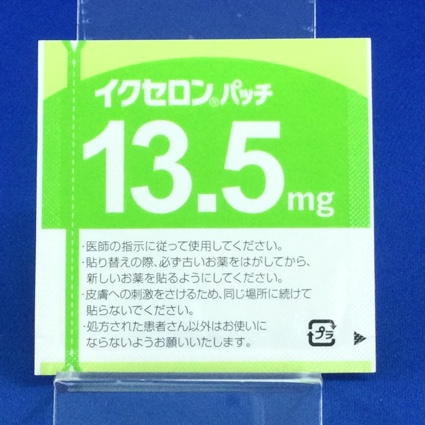 イクセロン®パッチ
13.5mg
・医師の指示に従って使用してください。
・貼り替えの際、必ず古いお薬をはがしてから、
新しいお薬を貼るようにしてください。
・皮膚への刺激をさけるため、同じ場所に続けて
貼らないでください。
・処方された患者さん以外はお使いに
ならないようお願いいたします。
プラ